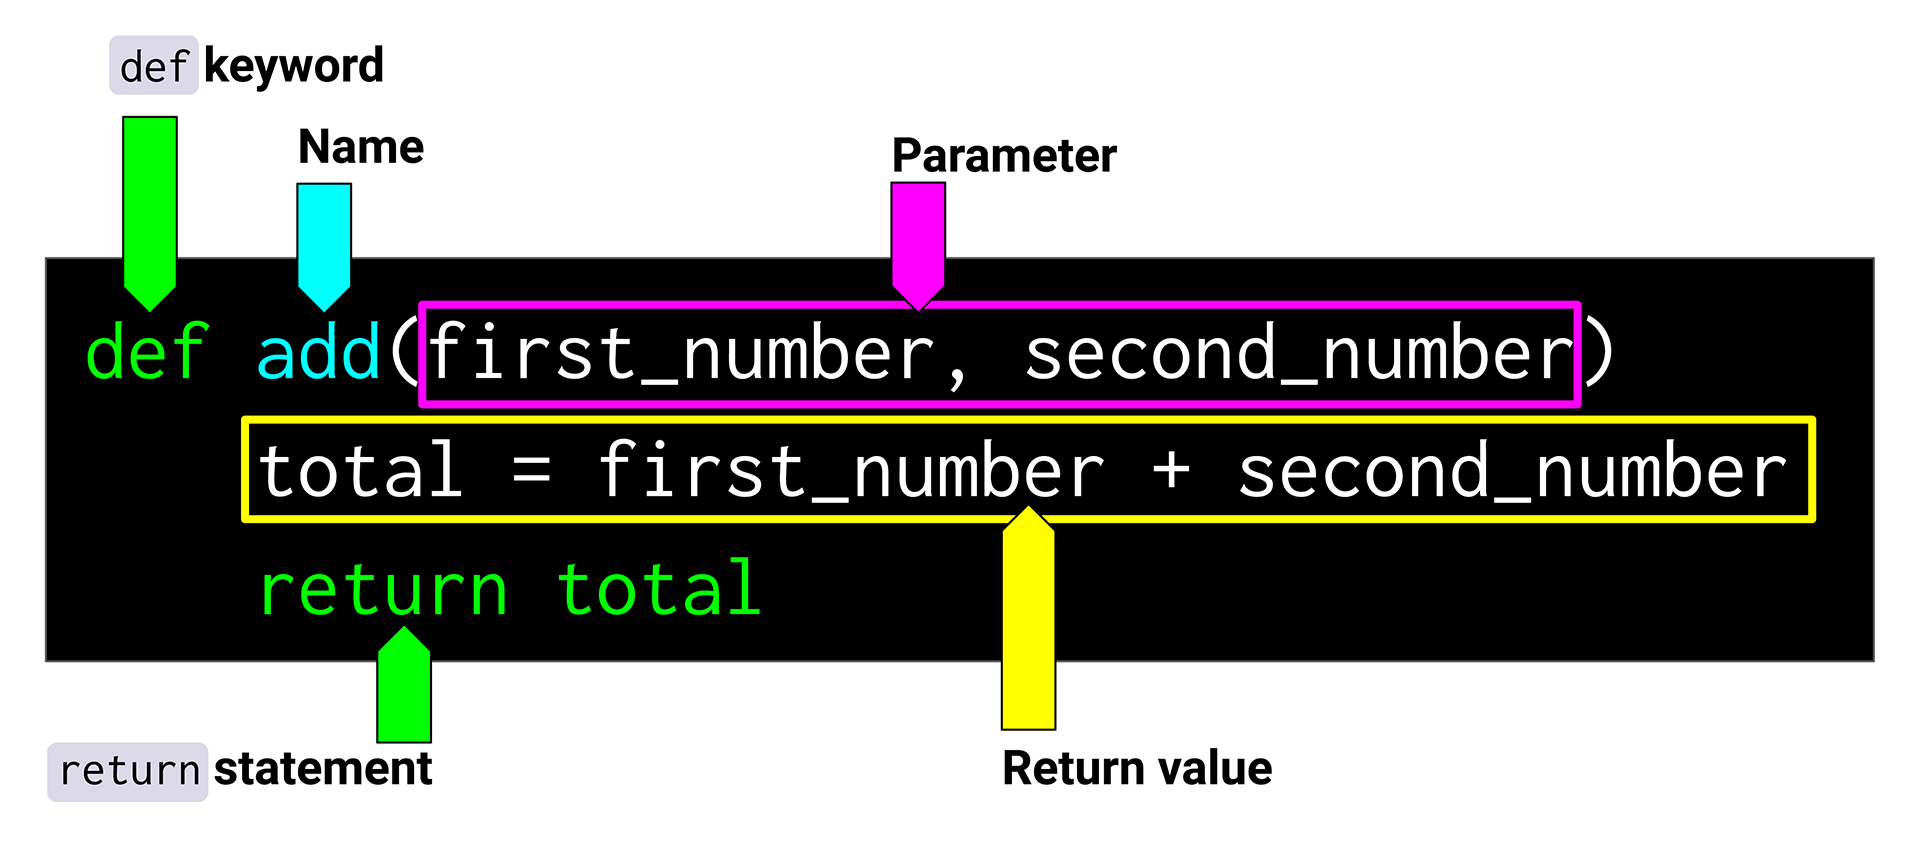 def keyword
Name
Parameter
def add(first_number, second_number)
total = first_number + second_number
return total
return statement
Return value